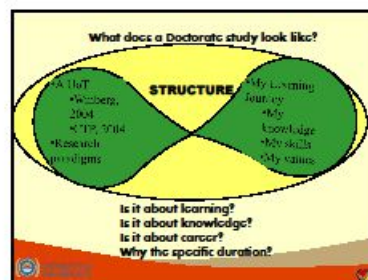 What does a Doctorate study look like?
STRUCTURE
•A UoT
•Winberg,
2004
2004
•Research
paradigms
•My Learning
Journey
•My
knowledge
•My skills
•My values
Is it about learning?
Is it about knowledge?
Is it about career?
Why the specific duration?